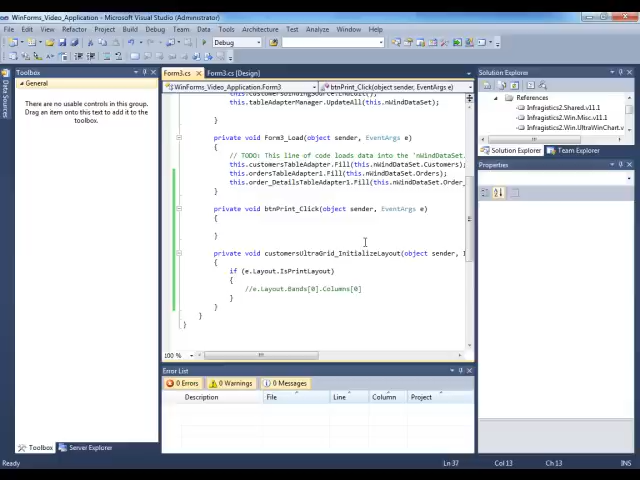 WinForms_Video_Application - Microsoft Visual Studio (Administrator)
File Edit View Refactor Project Build Debug Team Data Tools Architecture Test Analyze Window Help
Debug
Toolbox
General
There are no usable controls in this group.
Drag an item onto this text to add it to the
toolbox.
Toolbox
Server Explorer
Data Sources
Form3.cs
Form3.cs [Design]
WinForms_Video_Application.Form3
btnPrint_Click(object sender, EventArgs e)
this.tableAdapterManager.UpdateAll(this.nWindDataSet);
}
private void Form3_Load(object sender, EventArgs e)
{
// TODO: This line of code loads data into the 'nWindDataSet.
this.customersTableAdapter.Fill(this.nWindDataSet.Customers);
this.ordersTableAdapter1.Fill(this.nWindDataSet.Orders);
this.order_DetailsTableAdapter1.Fill(this.nWindDataSet.Order_
}
private void btnPrint_Click(object sender, EventArgs e)
{
}
private void customersUltraGrid_InitializeLayout(object sender, I
{
if (e.Layout.IsPrintLayout)
{
//e.Layout.Bands[0].Columns[0]
}
}
}
}
100 %
Error List
0 Errors
0 Warnings
0 Messages
Description File Line Column Project
Solution Explorer
References
Infragistics2.Shared.v11.1
Infragistics2.Win.Misc.v11.1
Infragistics2.Win.UltraWinChart.v
Solution Explorer
Team Explorer
Properties
Ready
Ln 37
Col 13
Ch 13
INS